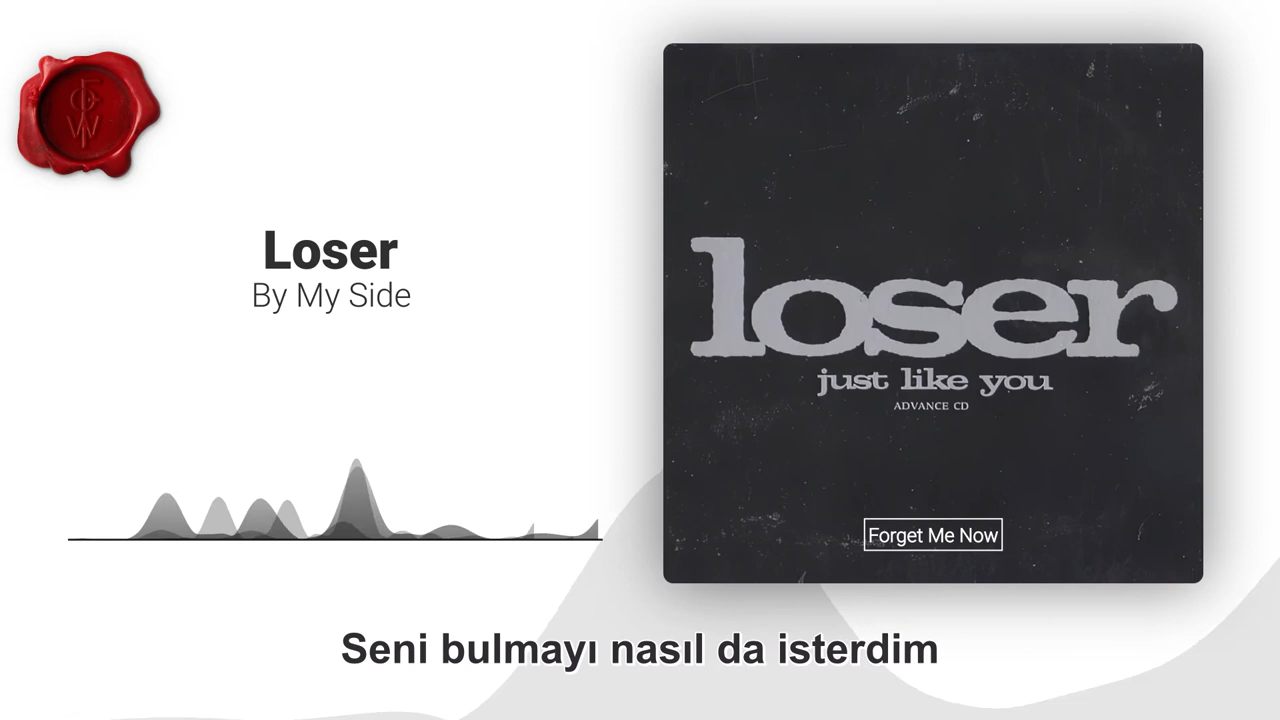 Loser
By My Side
loser
just like you
ADVANCE CD
Forget Me Now
Seni bulmayı nasıl da isterdim